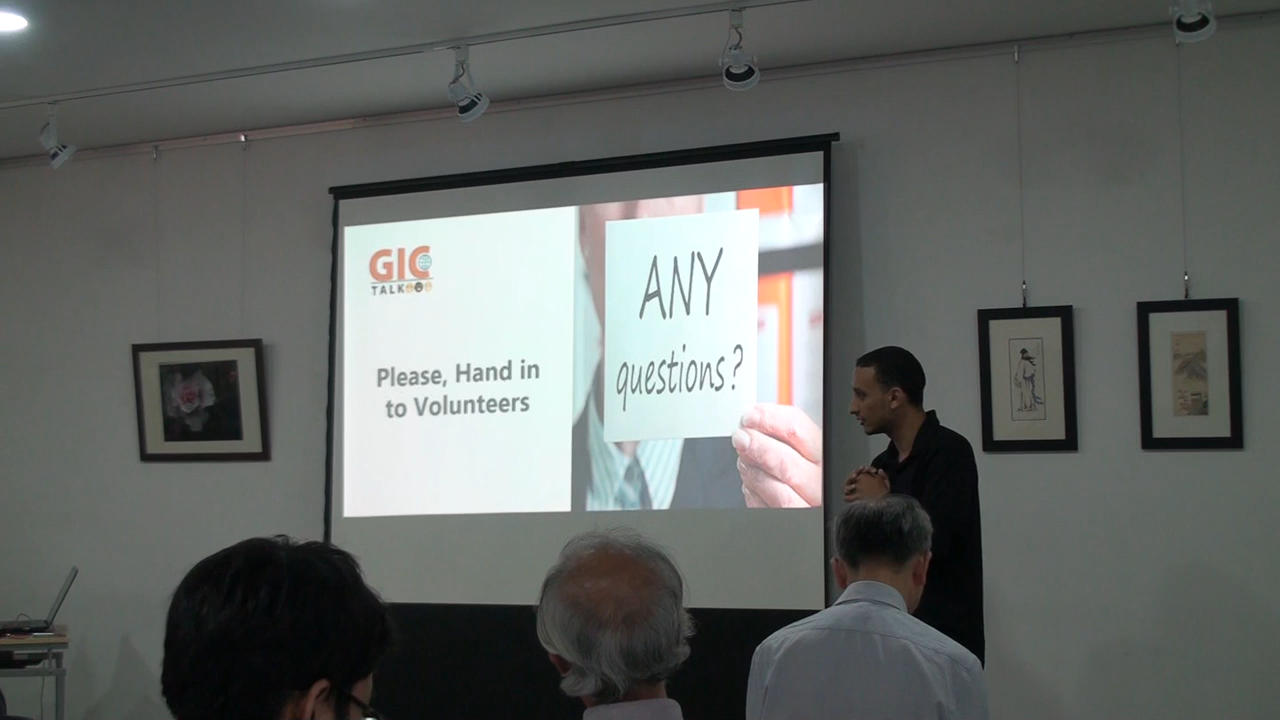 GIC
TALK
Please, Hand in
to Volunteers
ANY
questions?